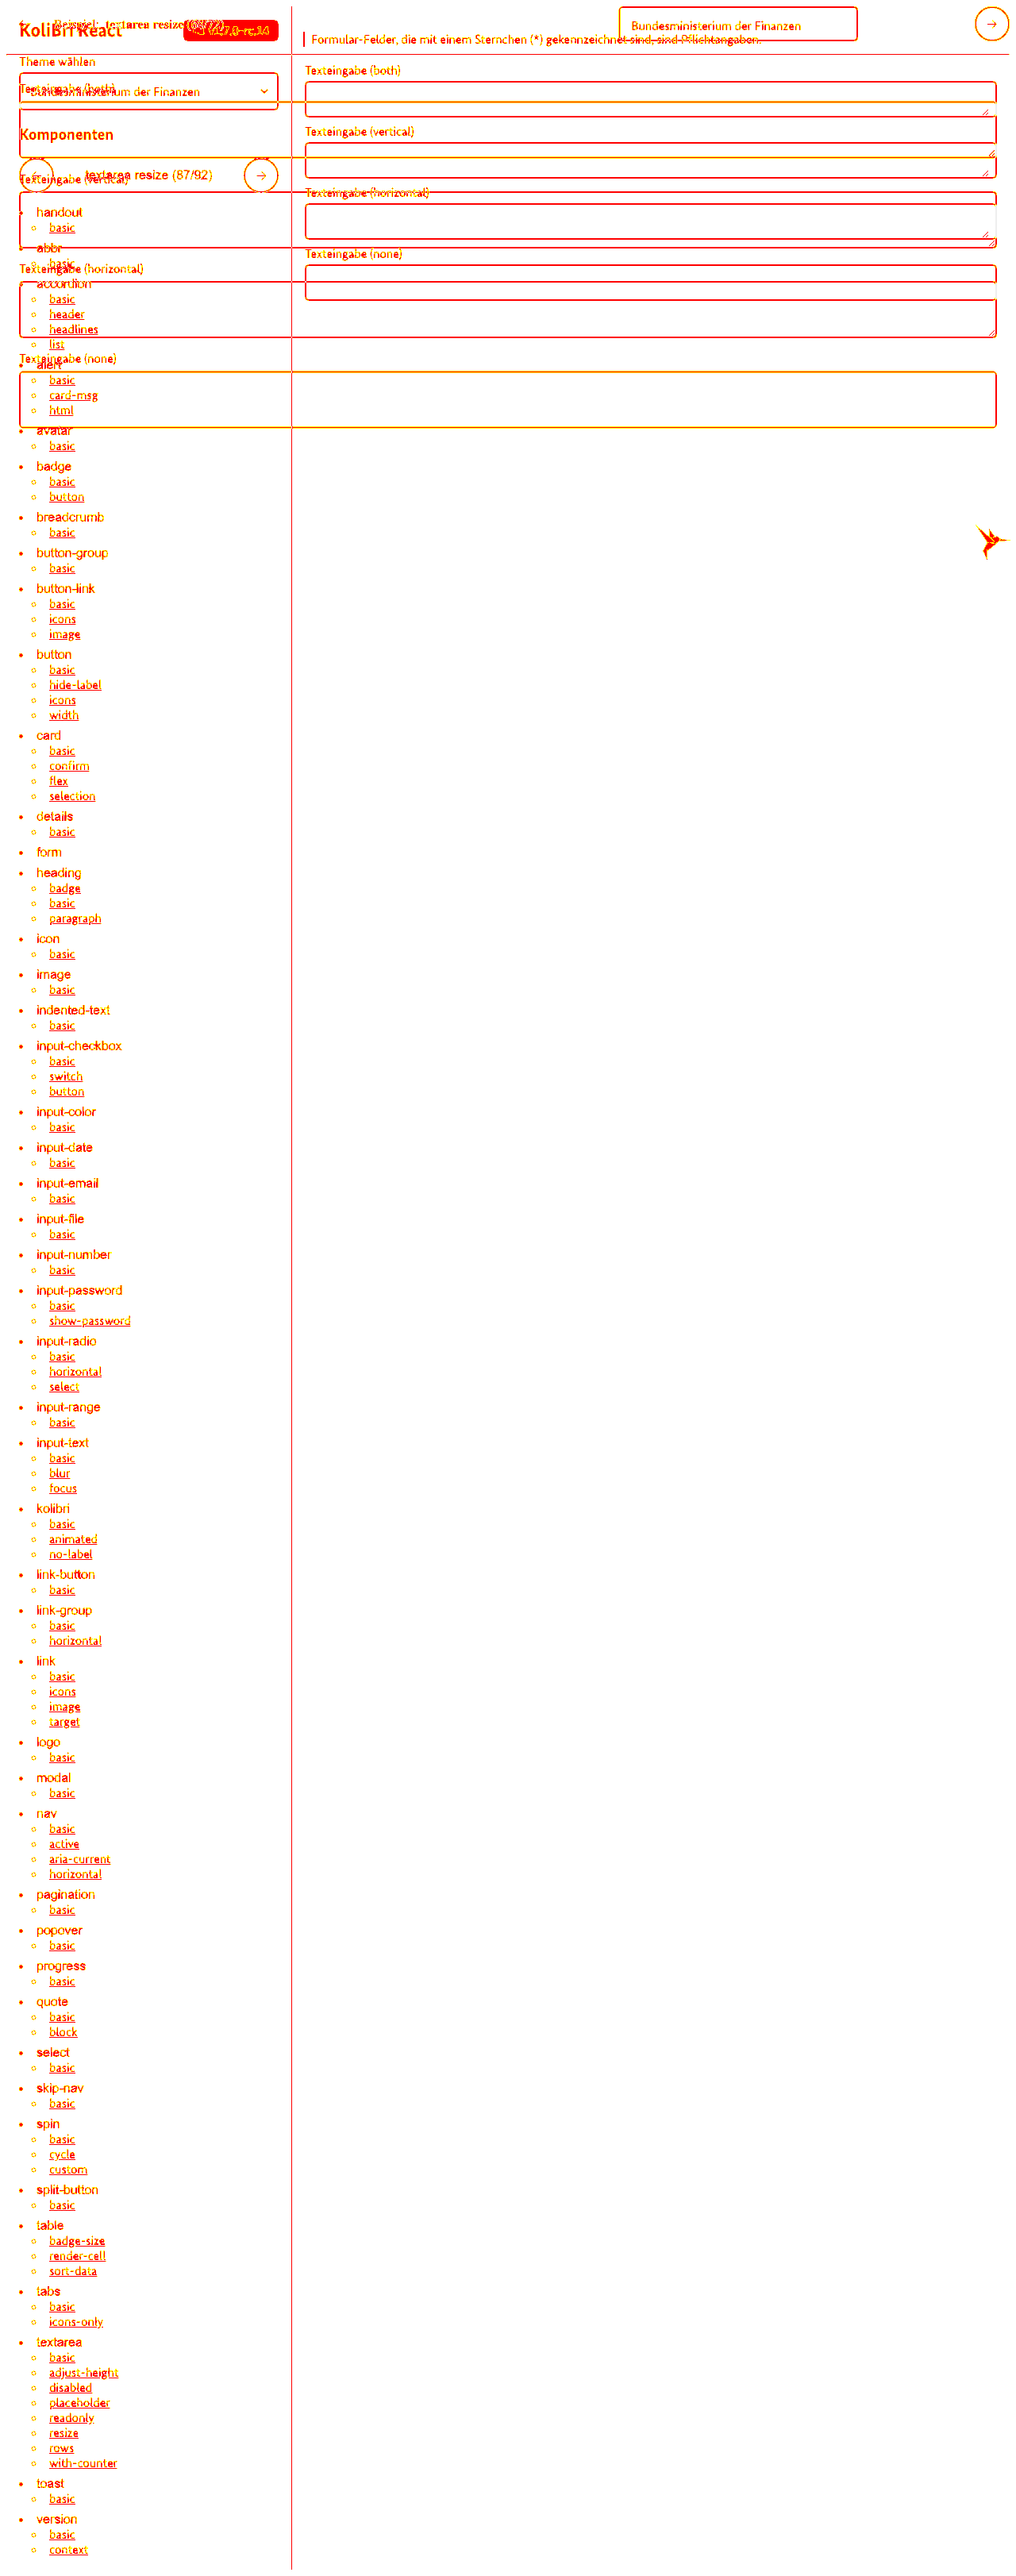 KoliBri React
Bundesministerium der Finanzen
→
Formular-Felder, die mit einem Sternchen (*) gekennzeichnet sind, sind Pflichtangaben.
Theme wählen
Bundesministerium der Finanzen
Komponenten
textarea resize (87/92)
→
Texteingabe (both)
Texteingabe (vertical)
Texteingabe (horizontal)
Texteingabe (none)
Texteingabe (vertical)
Texteingabe (horizontal)
Texteingabe (none)
handout
basic
abbr
basic
accordion
basic
header
headlines
list
alert
basic
card-msg
html
avatar
basic
badge
basic
button
breadcrumb
basic
button-group
basic
button-link
basic
icons
image
button
basic
hide-label
icons
width
card
basic
confirm
flex
selection
details
basic
form
heading
badge
basic
paragraph
icon
basic
image
basic
indented-text
basic
input-checkbox
basic
switch
button
input-color
basic
input-date
basic
input-email
basic
input-file
basic
input-number
basic
input-password
basic
show-password
input-radio
basic
horizontal
select
input-range
basic
input-text
basic
blur
focus
kolibri
basic
animated
no-label
link-button
basic
link-group
basic
horizontal
link
basic
icons
image
target
logo
basic
modal
basic
nav
basic
active
aria-current
horizontal
pagination
basic
popover
basic
progress
basic
quote
basic
block
select
basic
skip-nav
basic
spin
basic
cycle
custom
split-button
basic
table
badge-size
render-cell
sort-data
tabs
basic
icons-only
textarea
basic
adjust-height
disabled
placeholder
readonly
resize
rows
with-counter
toast
basic
version
basic
context